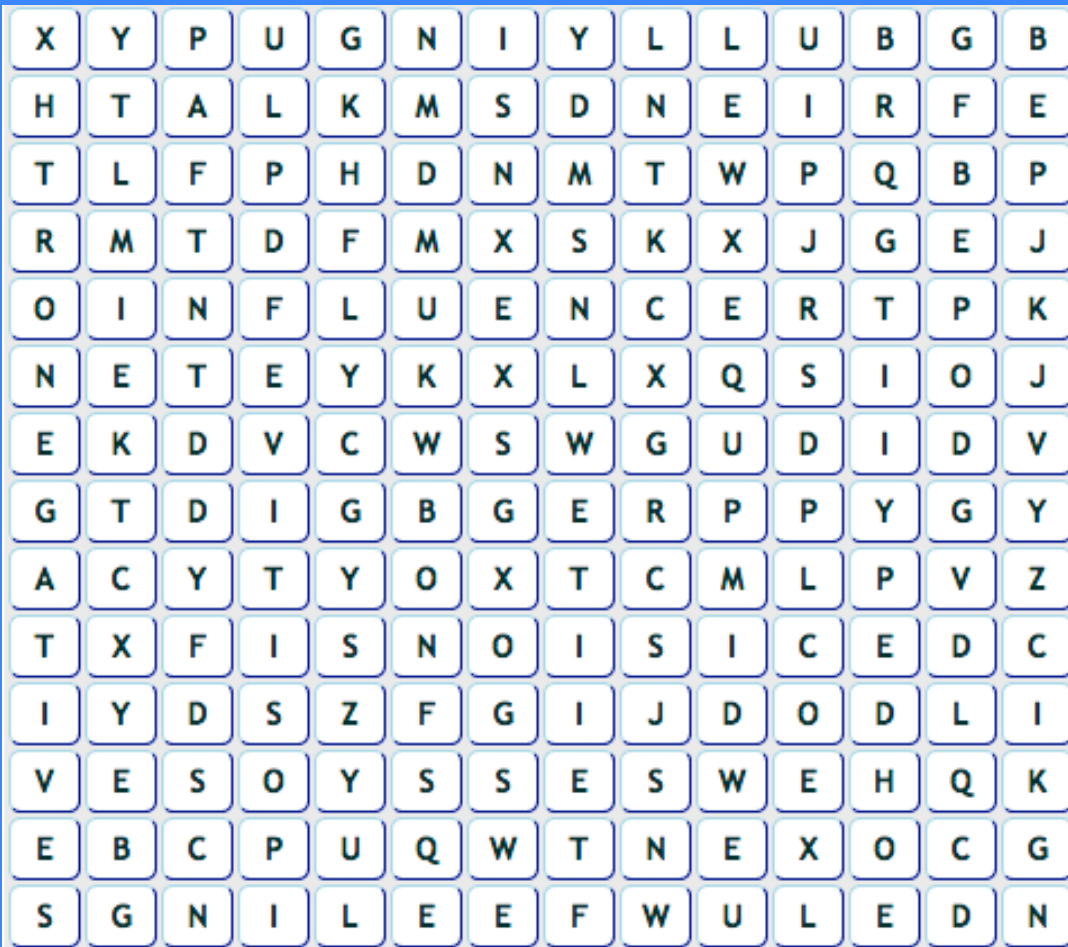 X Y P U G N I Y L L U B G B
H T A L K M S D N E I R F E
T L F P H D N M T W P Q B P
R M T D F M X S K X J G E J
O I N F L U E N C E R T P K
N E T E Y K X L X Q S I O J
E K D V C W S W G U D I D V
G T D I G B G E R P P Y G Y
A C Y T Y O X T C M L P V Z
T X F I S N O I S I C E D C
I Y D S Z F G I J D O D L I
V E S O Y S S E S W E H Q K
E B C P U Q W T N E X O C G
S G N I L E E F W U L E D N